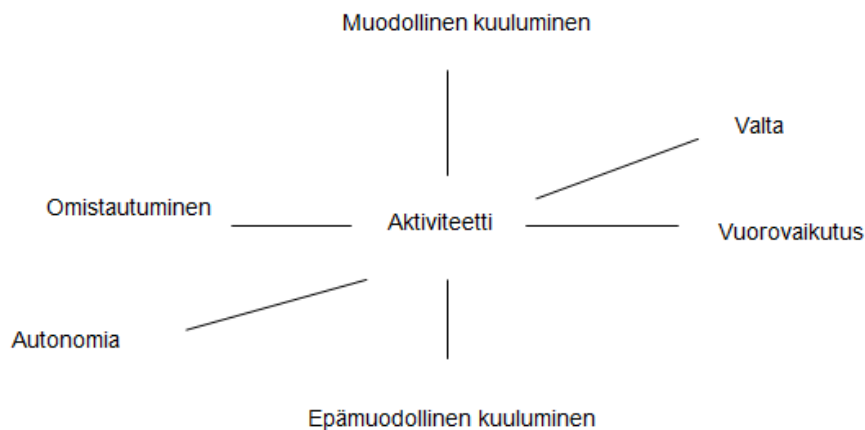 Muodollinen kuuluminen
Valta
Omistautuminen
Aktiviteetti
Vuorovaikutus
Autonomia
Epämuodollinen kuuluminen